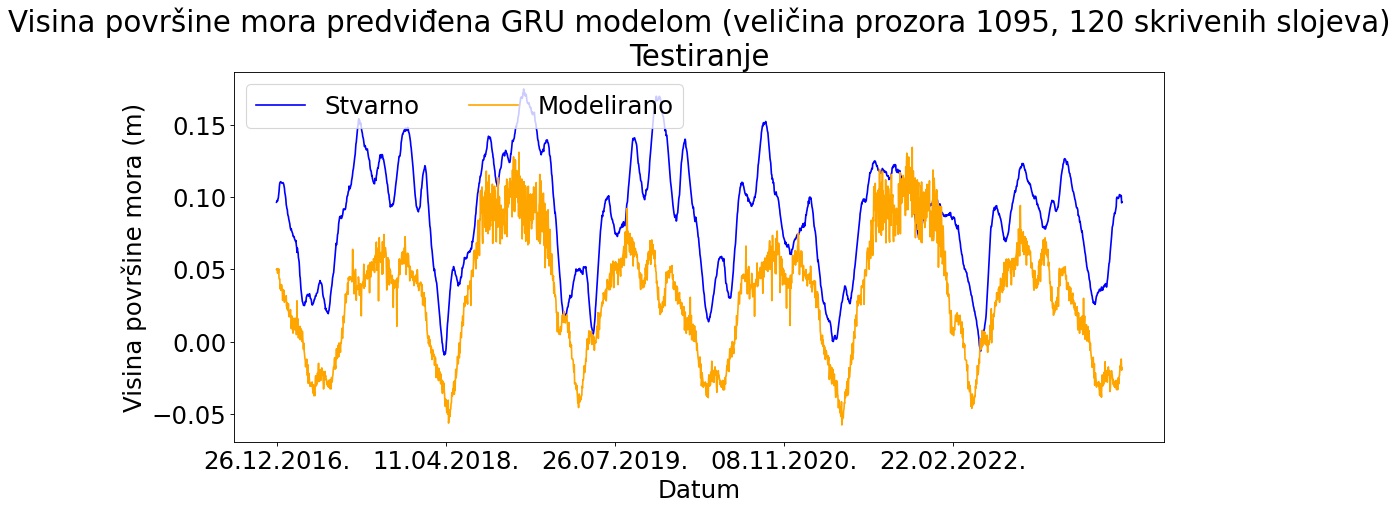 Visina površine mora predviđena GRU modelom (veličina prozora 1095, 120 skrivenih slojeva)
Testiranje
Stvarno
Modelirano
Visina površine mora (m)
0.15
0.10
0.05
0.00
−0.05
26.12.2016.
11.04.2018.
26.07.2019.
08.11.2020.
22.02.2022.
Datum